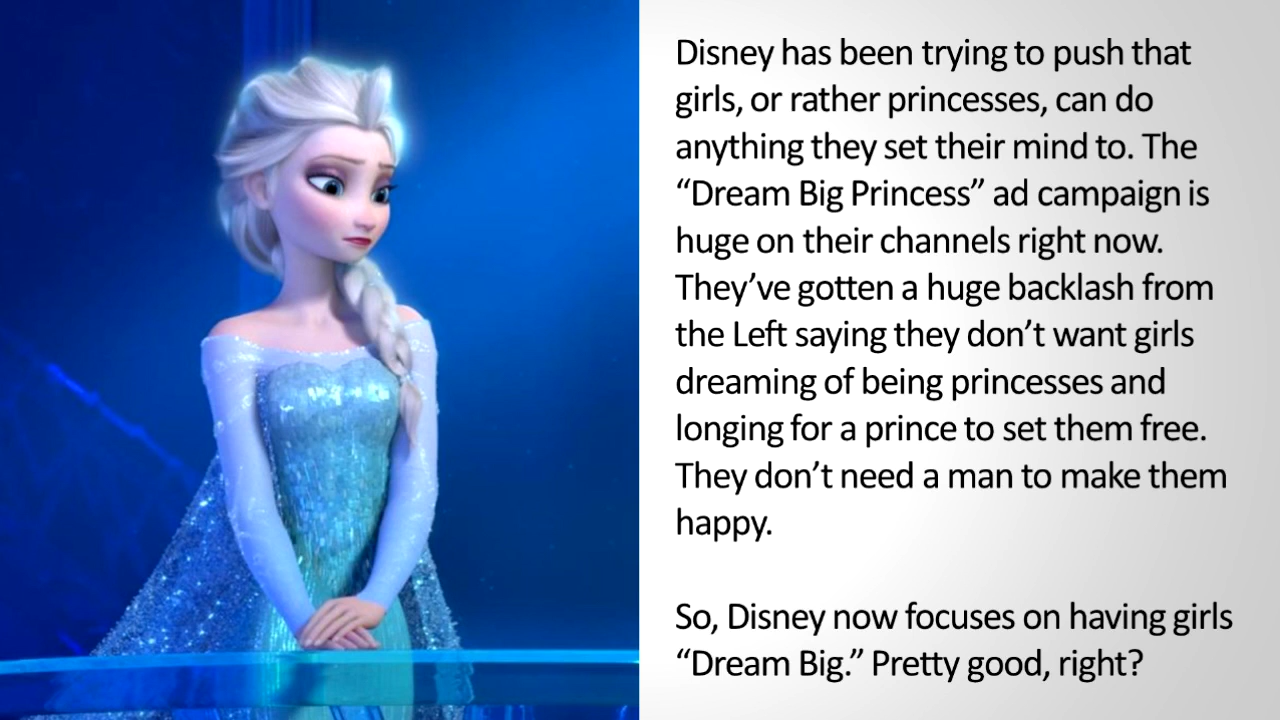 Disney has been trying to push that
girls, or rather princesses, can do
anything they set their mind to. The
“Dream Big Princess” ad campaign is
huge on their channels right now.
They’ve gotten a huge backlash from
the Left saying they don’t want girls
dreaming of being princesses and
longing for a prince to set them free.
They don’t need a man to make them
happy.
So, Disney now focuses on having girls
“Dream Big.” Pretty good, right?